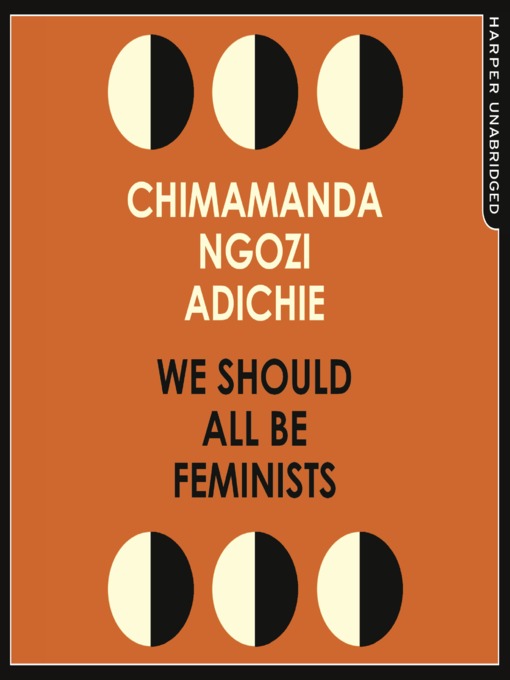 HARPER UNABRIDGED
CHIMAMANDA
NGOZI
ADICHIE
WE SHOULD
ALL BE
FEMINISTS